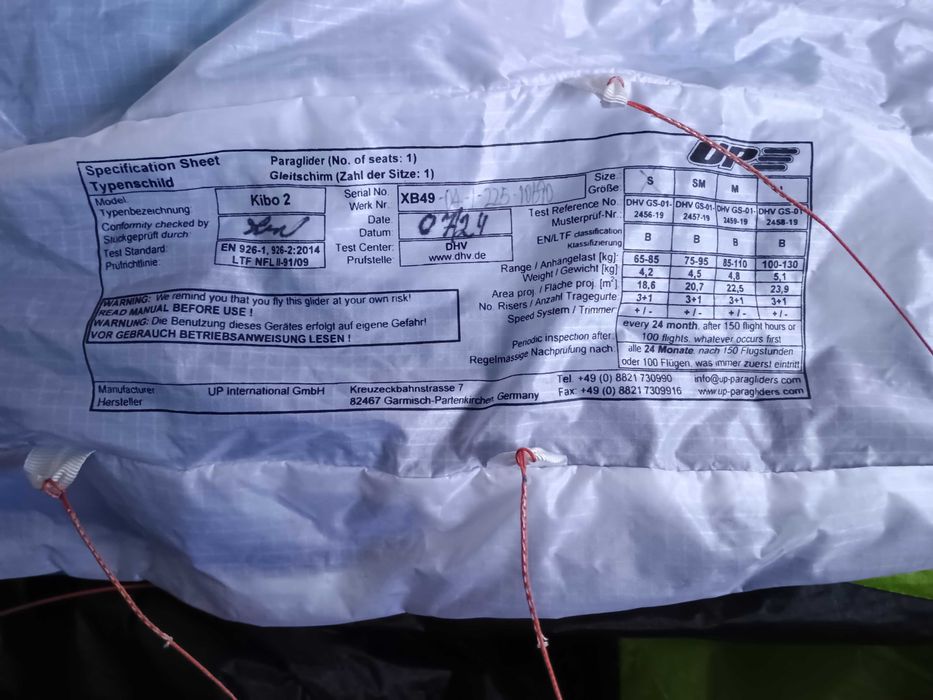 Specification Sheet
Typenschild
Paraglider (No. of seats: 1)
Gleitschirm (Zahl der Sitze: 1)
UP
Model:
Typenbezeichnung:
Kibo 2
Serial No.
Werk Nr.
XB49
Conformity checked by
Stückgeprüft durch:
Date:
Datum:
07/24
Test Standard:
Prüfrichtlinie:
EN 926-1, 926-2:2014
LTF NFL II-91/09
Test Center:
Prüfstelle:
DHV
www.dhv.de
Size:
Größe:
S SM M
Test Reference No.
Musterprüf-Nr.:
DHV GS-01-2456-19 DHV GS-01-2457-19 DHV GS-01-2459-19 DHV GS-01-2458-19
EN/LTF classification
Klassifizierung
B B B B
Range / Anhangelast [kg]: 65-85 75-95 85-110 100-130
Weight / Gewicht [kg]: 4,2 4,5 4,8 5,1
Area proj. / Fläche proj. [m²]: 18,6 20,7 22,5 23,9
No. Risers / Anzahl Tragegurte: 3+1 3+1 3+1 3+1
Speed System / Trimmer + / - + / - + / - + / -
Periodic inspection after:
every 24 month, after 150 flight hours or
100 flights, whatever occurs first
Regelmassige Nachprüfung nach:
alle 24 Monate, nach 150 Flugstunden
oder 100 Flügen, was immer zuerst eintritt
WARNING: We remind you that you fly this glider at your own risk!
READ MANUAL BEFORE USE !
WARNUNG: Die Benutzung dieses Gerätes erfolgt auf eigene Gefahr!
VOR GEBRAUCH BETRIEBSANWEISUNG LESEN !
Manufacturer
Hersteller
UP International GmbH
Kreuzeckbahnstrasse 7
82467 Garmisch-Partenkirchen Germany
Tel. +49 (0) 8821 730990
Fax: +49 (0) 8821 7309916
info@up-paragliders.com
www.up-paragliders.com